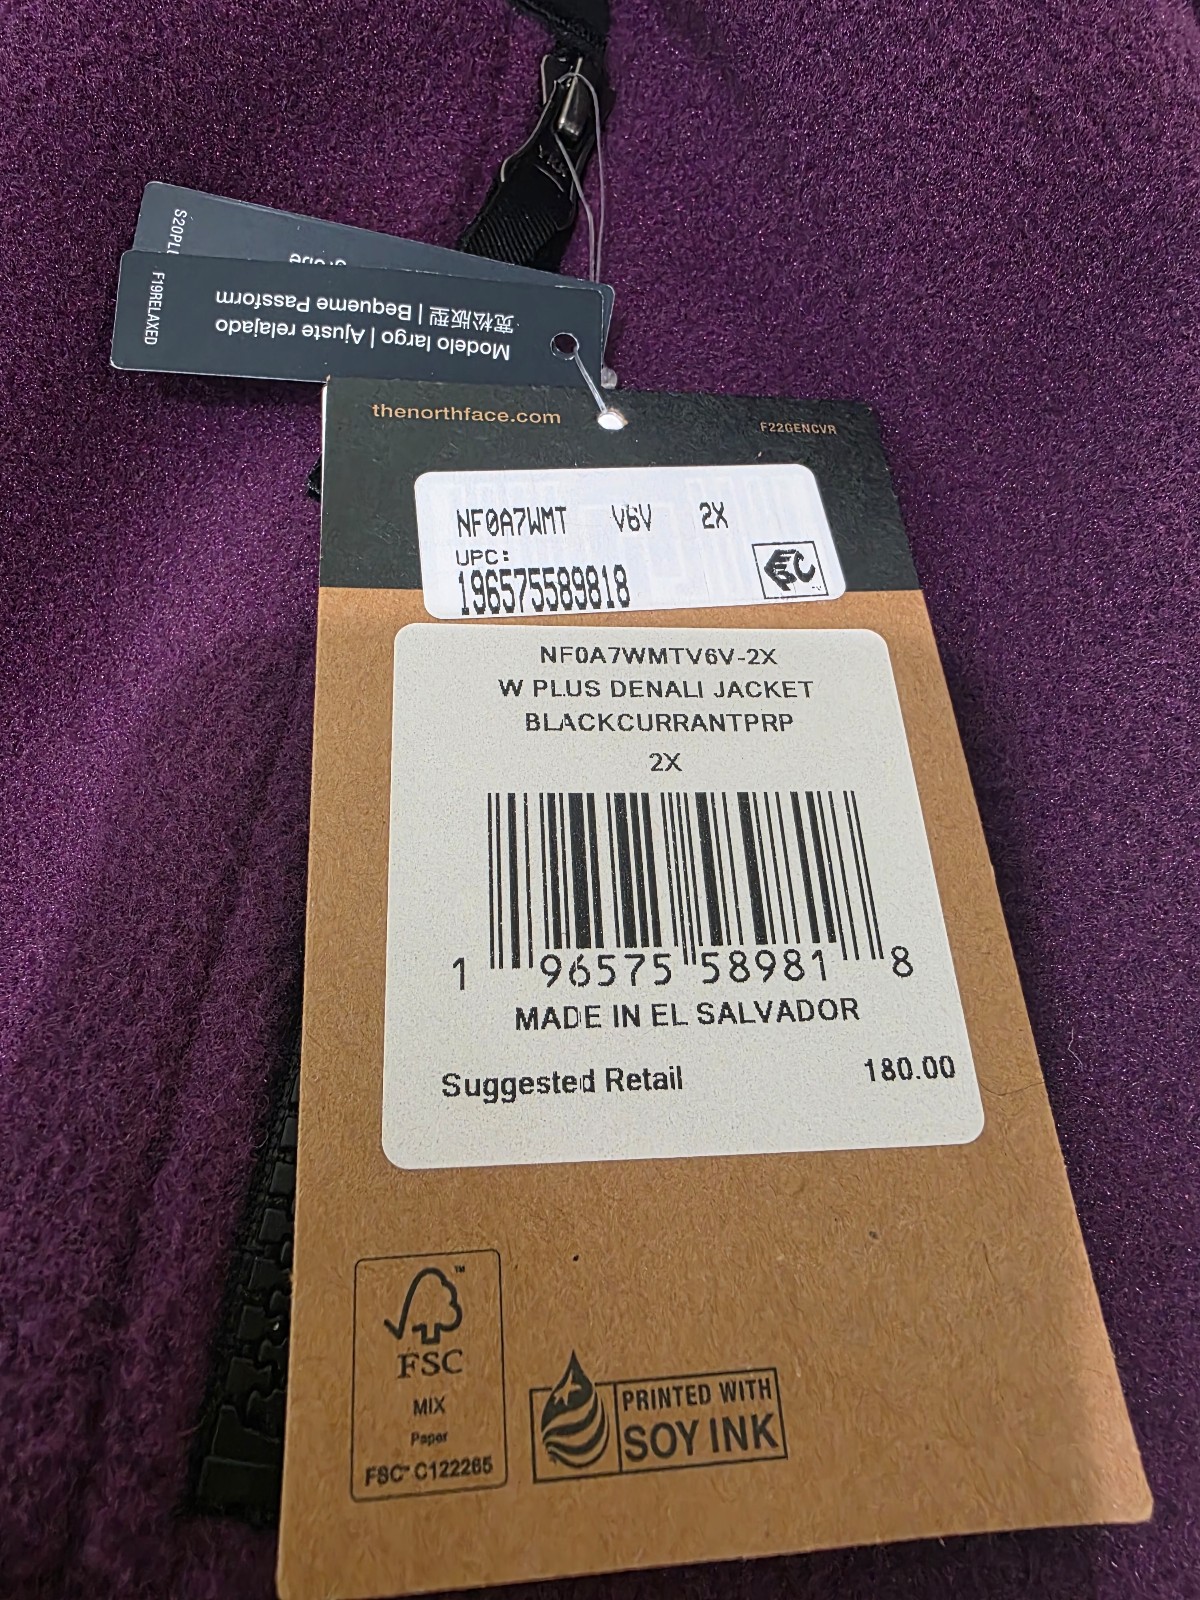 S20PL
F19RELAXED
Modelo largo | Ajuste relajado
宽松版型 | Bequeme Passform
thenorthface.com
F22GENCVR
NF0A7WMT V6V 2X
UPC:
196575589818
NF0A7WMTV6V-2X
W PLUS DENALI JACKET
BLACKCURRANTPRP
2X
1 96575 58981 8
MADE IN EL SALVADOR
Suggested Retail 180.00
FSC
MIX
Paper
FSC™ C122265
PRINTED WITH
SOY INK